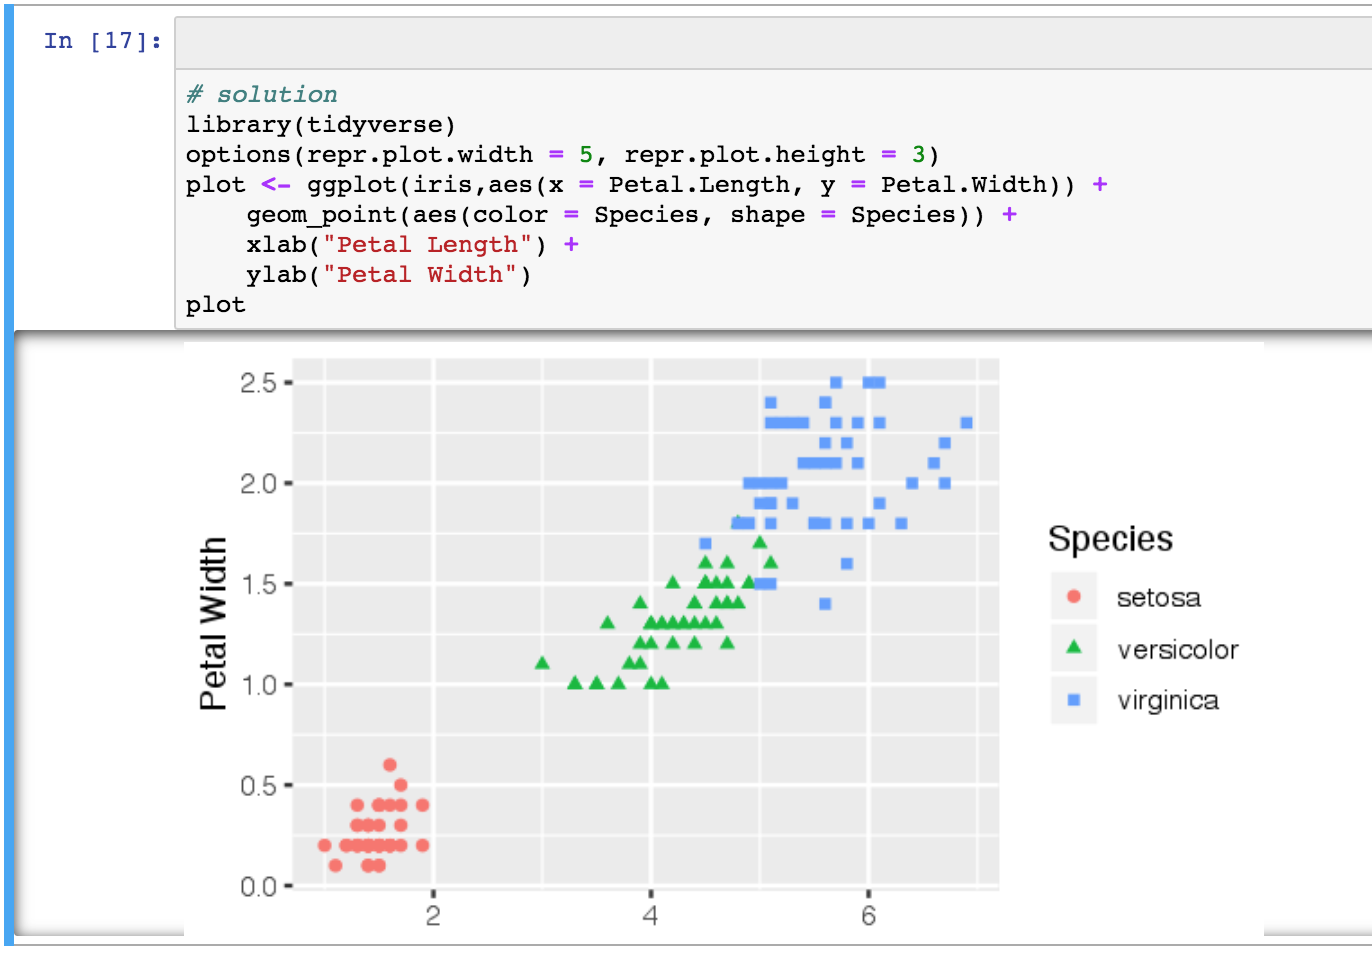 In [17]:
# solution
library(tidyverse)
options(repr.plot.width = 5, repr.plot.height = 3)
plot <- ggplot(iris,aes(x = Petal.Length, y = Petal.Width)) +
    geom_point(aes(color = Species, shape = Species)) +
    xlab("Petal Length") +
    ylab("Petal Width")
plot
2.5
2.0
1.5
1.0
0.5
0.0
Petal Width
2 4 6
Species
setosa
versicolor
virginica